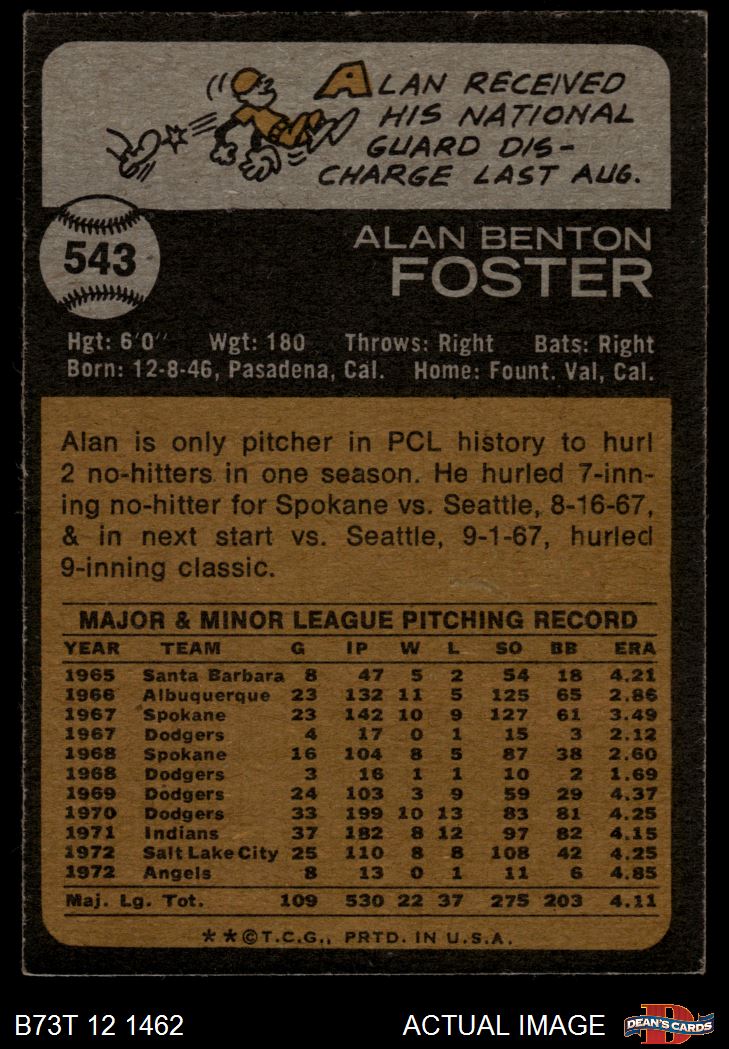 ALAN RECEIVED
HIS NATIONAL
GUARD DIS-
CHARGE LAST AUG.
543
ALAN BENTON
FOSTER
Hgt: 6'0" Wgt: 180 Throws: Right Bats: Right
Born: 12-8-46, Pasadena, Cal. Home: Fount. Val, Cal.
Alan is only pitcher in PCL history to hurl
2 no-hitters in one season. He hurled 7-inn-
ing no-hitter for Spokane vs. Seattle, 8-16-67,
& in next start vs. Seattle, 9-1-67, hurled
9-inning classic.
MAJOR & MINOR LEAGUE PITCHING RECORD
YEAR TEAM G IP W L SO BB ERA
1965 Santa Barbara 8 47 5 2 54 18 4.21
1966 Albuquerque 23 132 11 5 125 65 2.86
1967 Spokane 23 142 10 9 127 61 3.49
1967 Dodgers 4 17 0 1 15 3 2.12
1968 Spokane 16 104 8 5 87 38 2.60
1968 Dodgers 3 16 1 1 10 2 1.69
1969 Dodgers 24 103 3 9 59 29 4.37
1970 Dodgers 33 199 10 13 83 81 4.25
1971 Indians 37 182 8 12 97 82 4.15
1972 Salt Lake City 25 110 8 8 108 42 4.25
1972 Angels 8 13 0 1 11 6 4.85
Maj. Lg. Tot. 109 530 22 37 275 203 4.11
**©T.C.G., PRTD. IN U.S.A.
B73T 12 1462 ACTUAL IMAGE
D
DEAN'S CARDS